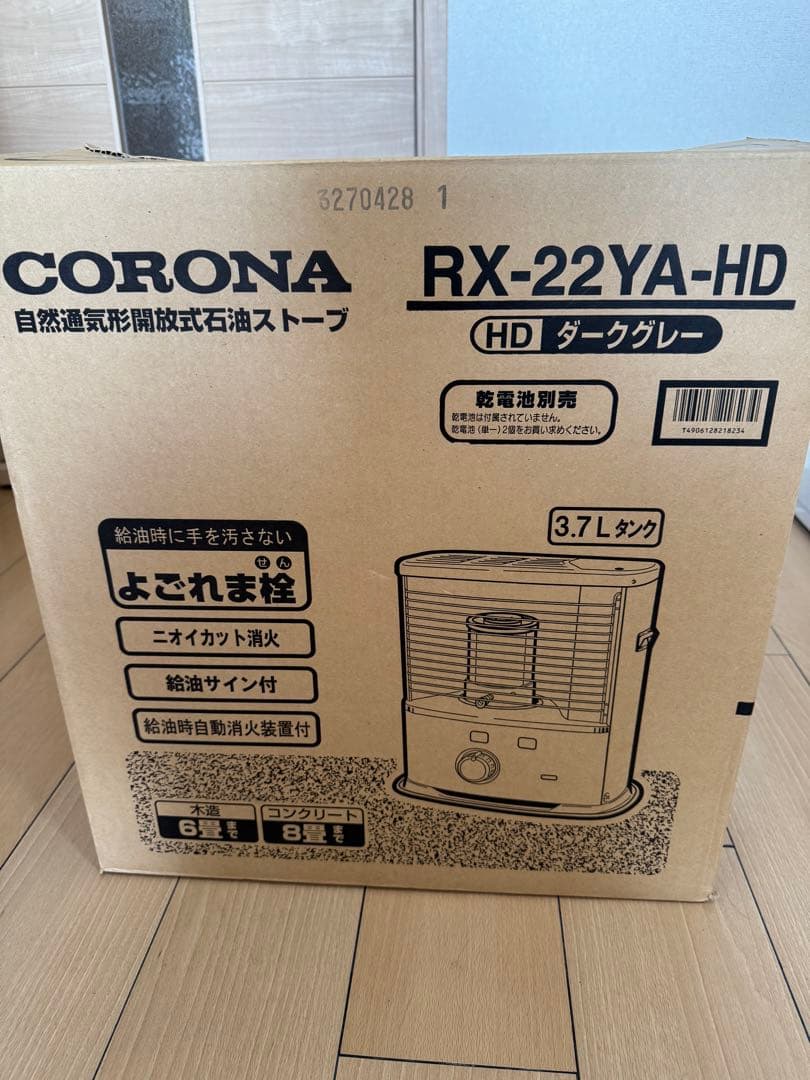 3270428 1
CORONA
RX-22YA-HD
自然通気形開放式石油ストーブ
HD ダークグレー
乾電池別売
乾電池は付属されていません。
乾電池(単一)2個をお買い求めください。
T4906128218234
3.7Lタンク
給油時に手を汚さない
せん
よごれま栓
ニオイカット消火
給油サイン付
給油時自動消火装置付
木造
6畳まで
コンクリート
8畳まで